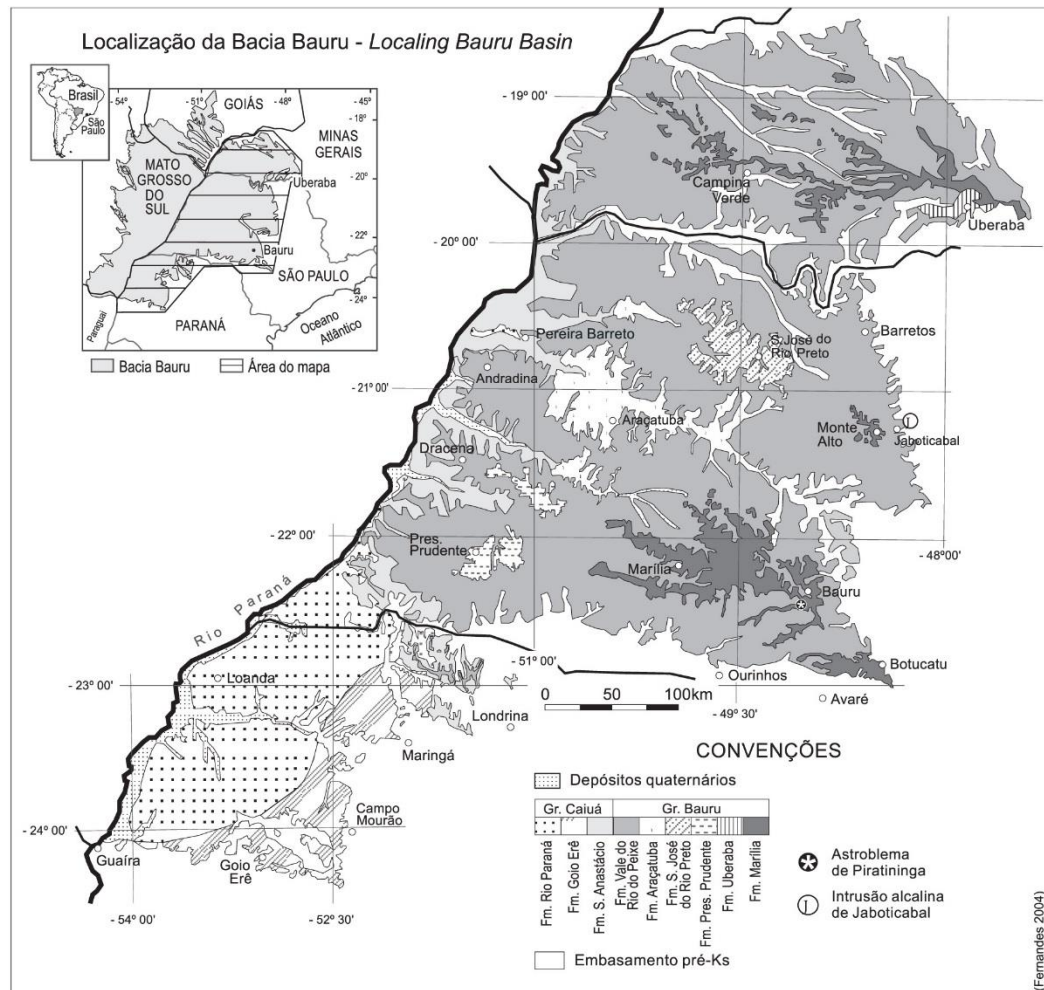 Localização da Bacia Bauru - Localing Bauru Basin
Brasil
São
Paulo
- 54°
- 51°
- 48°
- 45°
GOIÁS
- 18°
MINAS
GERAIS
MATO
GROSSO
DO
SUL
Uberaba
- 20°
- 22°
Bauru
SÃO PAULO
- 24°
PARANÁ
Paraguai
Oceano
Atlântico
Bacia Bauru
Área do mapa
- 19° 00'
Campina
Verde
Uberaba
- 20° 00'
Pereira Barreto
S. José do
Rio Preto
Barretos
Andradina
- 21° 00'
Araçatuba
Monte
Alto
Jaboticabal
Dracena
- 22° 00'
Pres.
Prudente
- 48°
00'
Marília
Bauru
Rio Paraná
- 51° 00'
Botucatu
Ourinhos
- 23° 00'
Loanda
0 50 100km
Avaré
- 49° 30'
Londrina
Maringá
CONVENÇÕES
Depósitos quaternários
Gr. Caiuá
Gr. Bauru
Fm. Rio Paraná
Fm. Goio Erê
Fm. S. Anastácio
Fm. Vale do
Rio do Peixe
Fm. Araçatuba
Fm. S. José
do Rio Preto
Fm. Pres. Prudente
Fm. Uberaba
Fm. Marília
Campo
Mourão
- 24° 00'
Guaíra
Goio
Erê
Astroblema
de Piratininga
Intrusão alcalina
de Jaboticabal
- 54° 00'
- 52° 30'
Embasamento pré-Ks
(Fernandes 2004)